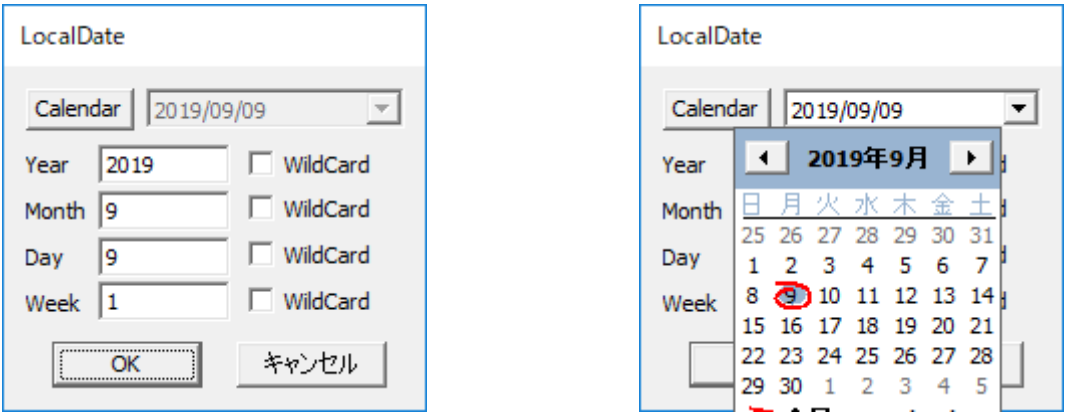 LocalDate
Calendar 2019/09/09
Year 2019 WildCard
Month 9 WildCard
Day 9 WildCard
Week 1 WildCard
OK キャンセル
LocalDate
Calendar 2019/09/09
Year
Month
Day
Week
2019年9月
日 月 火 水 木 金 土
25 26 27 28 29 30 31
1 2 3 4 5 6 7
8 9 10 11 12 13 14
15 16 17 18 19 20 21
22 23 24 25 26 27 28
29 30 1 2 3 4 5